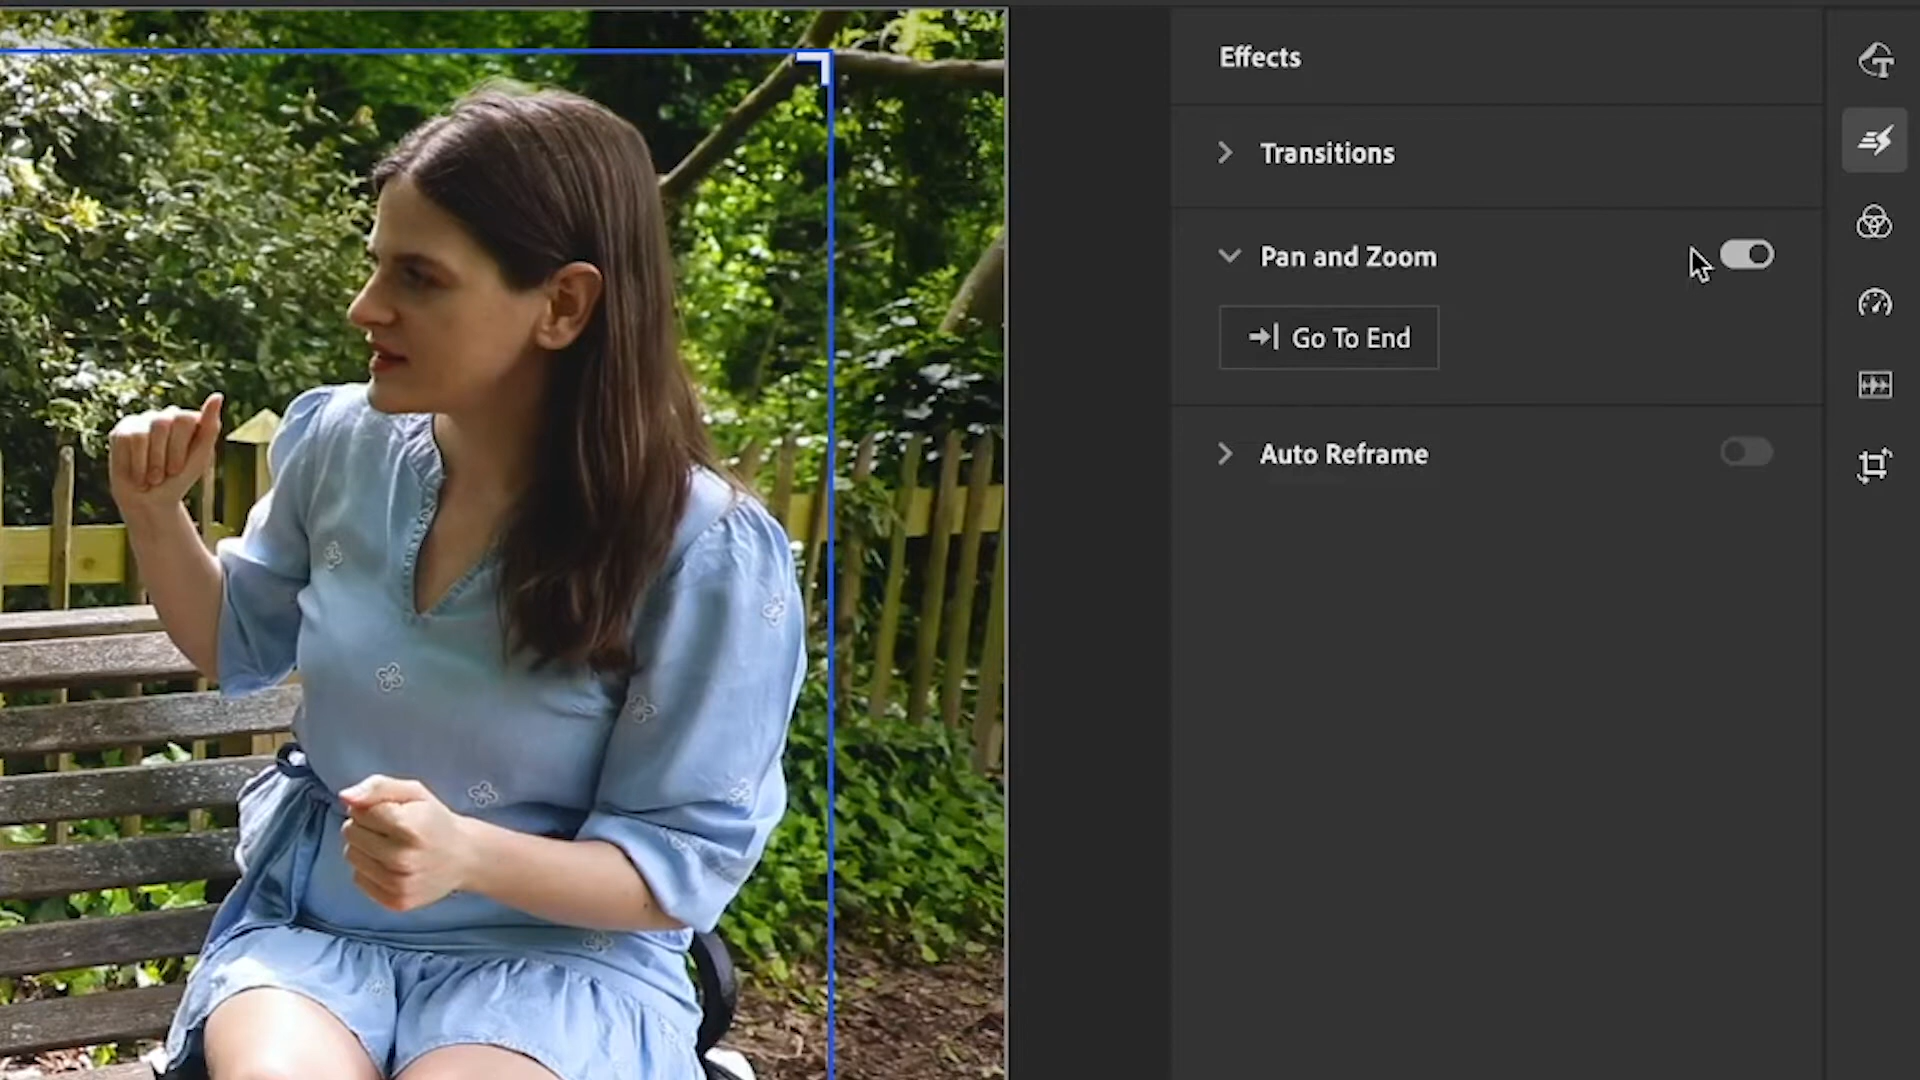 Effects
Transitions
Pan and Zoom
Go To End
Auto Reframe